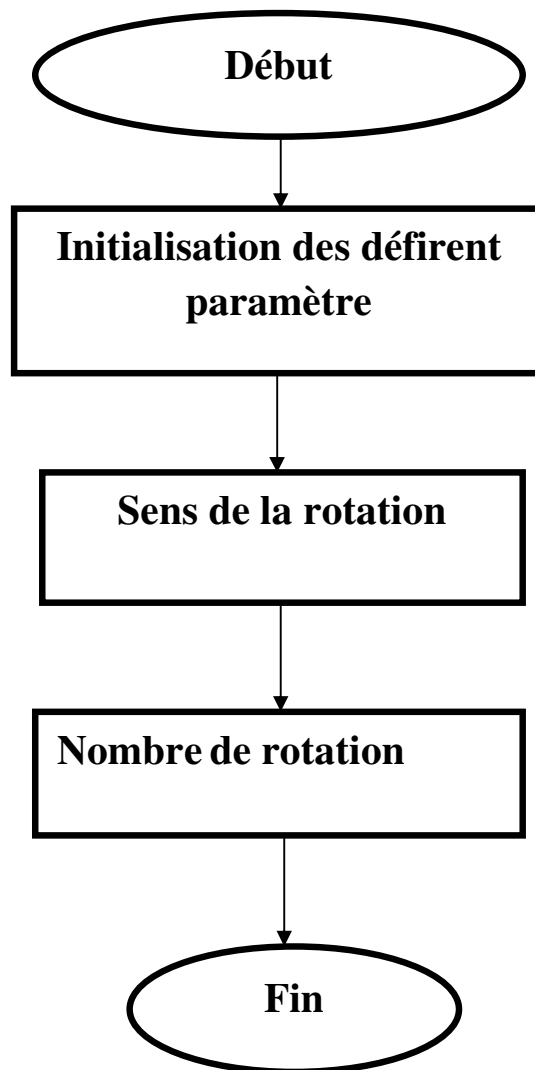 Début
Initialisation des défirent
paramètre
Sens de la rotation
Nombre de rotation
Fin